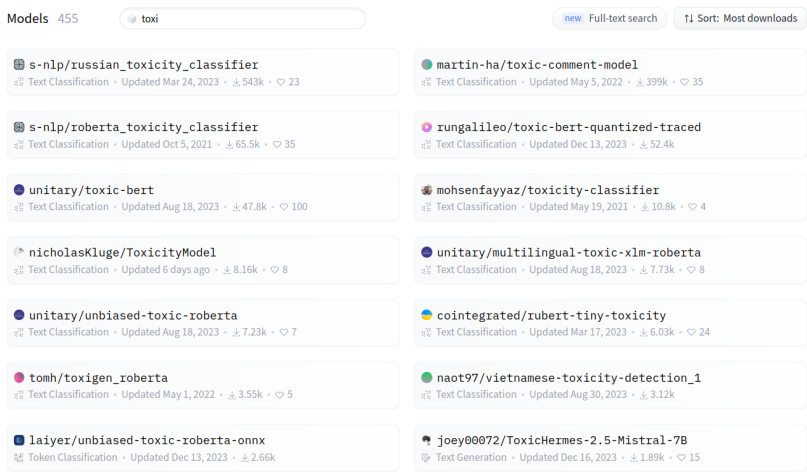 Models 455 toxi new Full-text search Sort: Most downloads
s-nlp/russian_toxicity_classifier
Text Classification • Updated Mar 24, 2023 • 543k • 23
martin-ha/toxic-comment-model
Text Classification • Updated May 5, 2022 • 399k • 35
s-nlp/roberta_toxicity_classifier
Text Classification • Updated Oct 5, 2021 • 65.5k • 35
rungalileo/toxic-bert-quantized-traced
Text Classification • Updated Dec 13, 2023 • 52.4k
unitary/toxic-bert
Text Classification • Updated Aug 18, 2023 • 47.8k • 100
mohsenfayyaz/toxicity-classifier
Text Classification • Updated May 19, 2021 • 10.8k • 4
nicholasKluge/ToxicityModel
Text Classification • Updated 6 days ago • 8.16k • 8
unitary/multilingual-toxic-xlm-roberta
Text Classification • Updated Aug 18, 2023 • 7.73k • 8
unitary/unbiased-toxic-roberta
Text Classification • Updated Aug 18, 2023 • 7.23k • 7
cointegrated/rubert-tiny-toxicity
Text Classification • Updated Mar 17, 2023 • 6.03k • 24
tomh/toxigen_roberta
Text Classification • Updated May 1, 2022 • 3.55k • 5
naot97/vietnamese-toxicity-detection_1
Text Classification • Updated Aug 30, 2023 • 3.12k
laiyer/unbiased-toxic-roberta-onnx
Token Classification • Updated Dec 13, 2023 • 2.66k
joey00072/ToxicHermes-2.5-Mistral-7B
Text Generation • Updated Dec 16, 2023 • 1.89k • 15